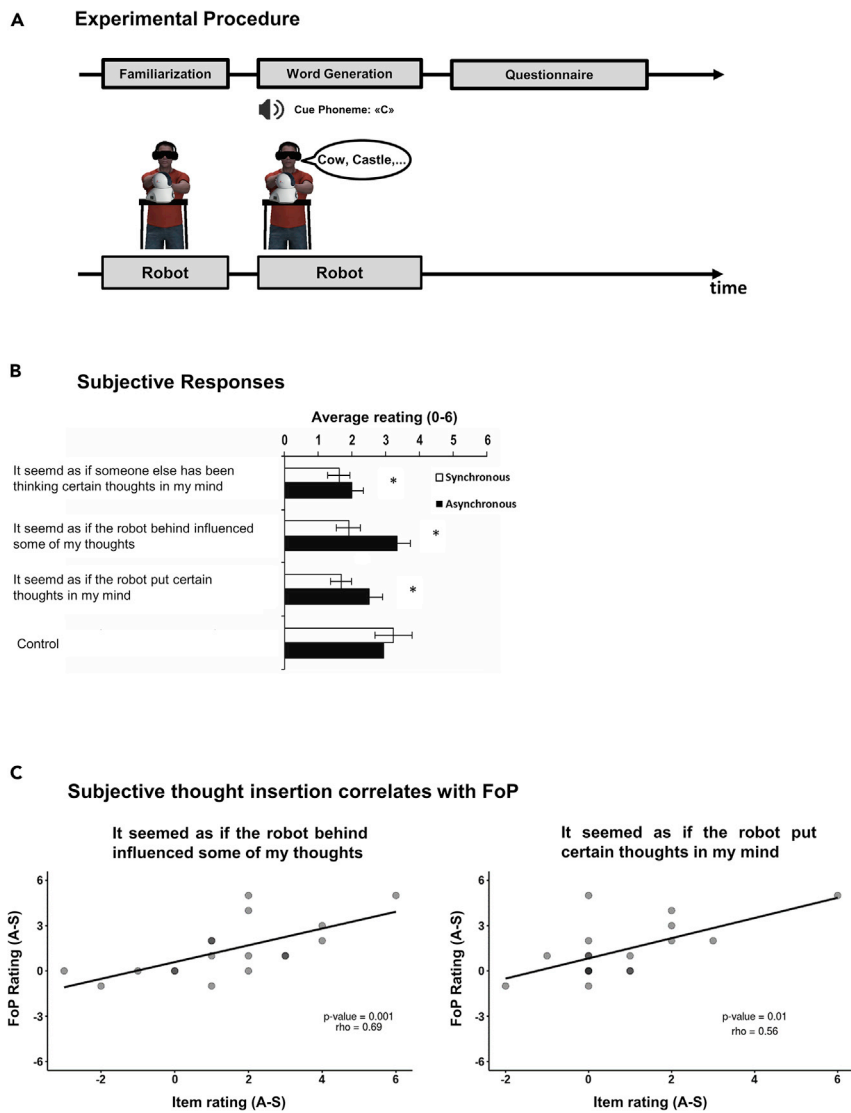 A
Experimental Procedure
Familiarization
Word Generation
Questionnaire
Cue Phoneme: «C»
Cow, Castle,...
Robot
Robot
time
B
Subjective Responses
Average reating (0-6)
0 1 2 3 4 5 6
It seemd as if someone else has been
thinking certain thoughts in my mind
*
Synchronous
Asynchronous
It seemd as if the robot behind influenced
some of my thoughts
*
It seemd as if the robot put certain
thoughts in my mind
*
Control
C
Subjective thought insertion correlates with FoP
It seemed as if the robot behind
influenced some of my thoughts
FoP Rating (A-S)
6
3
0
-3
-6
p-value = 0.001
rho = 0.69
-2 0 2 4 6
Item rating (A-S)
It seemed as if the robot put
certain thoughts in my mind
FoP Rating (A-S)
6
3
0
-3
-6
p-value = 0.01
rho = 0.56
-2 0 2 4 6
Item rating (A-S)